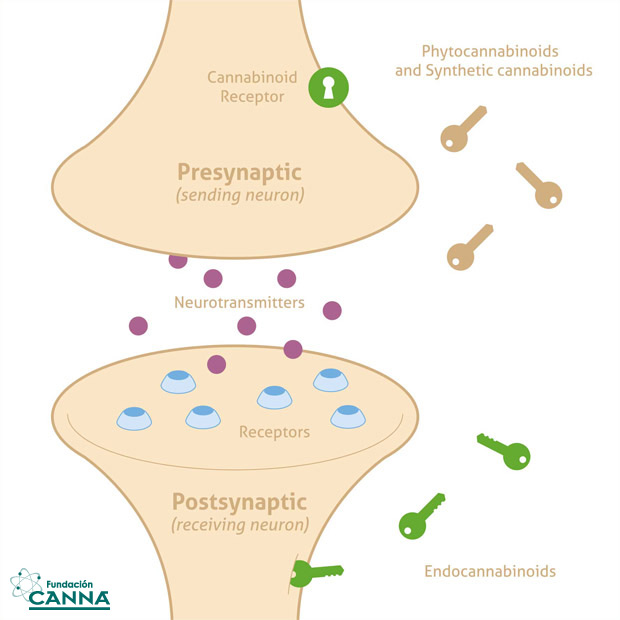 Phytocannabinoids
and Synthetic cannabinoids
Cannabinoid
Receptor
Presynaptic
(sending neuron)
Neurotransmitters
Receptors
Postsynaptic
(receiving neuron)
Endocannabinoids
Fundación
CANNA